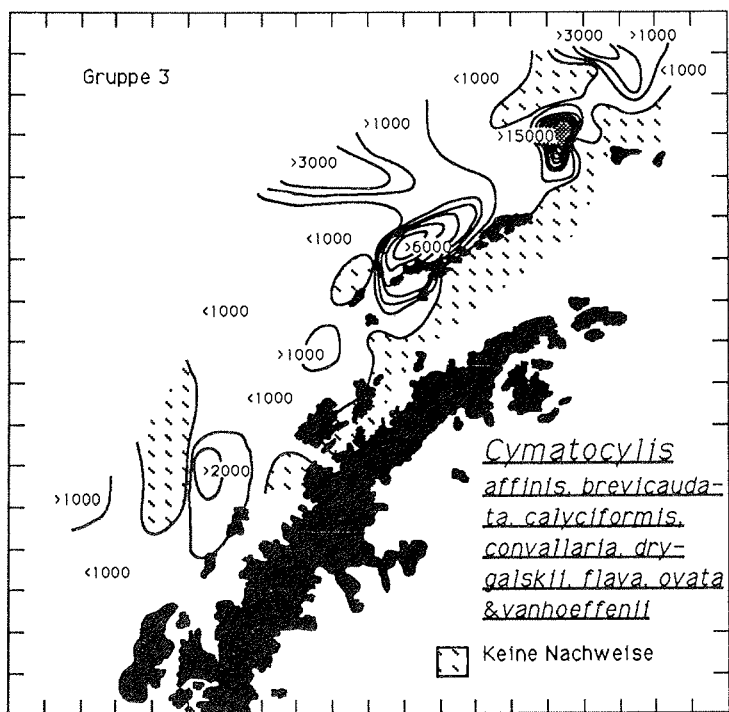 >3000
>1000
Gruppe 3
<1000
<1000
>1000
>15000
>3000
<1000
>6000
<1000
>1000
<1000
Cymatocylis
>2000
affinis, brevicauda-
>1000
ta, calyciformis,
convallaria, dry-
<1000
galskii, flava, ovata
&vanhoeffenii
Keine Nachweise